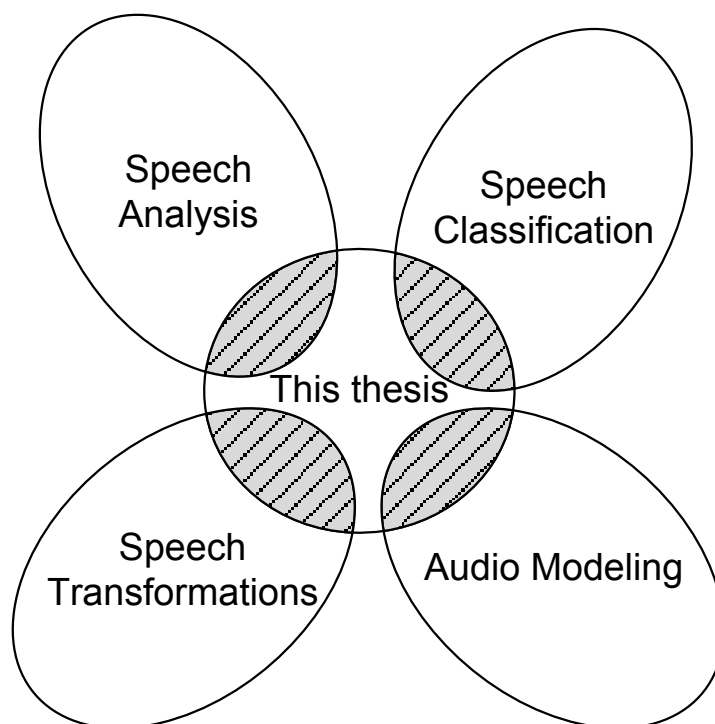 Speech
Analysis
Speech
Classification
This thesis
Speech
Transformations
Audio Modeling